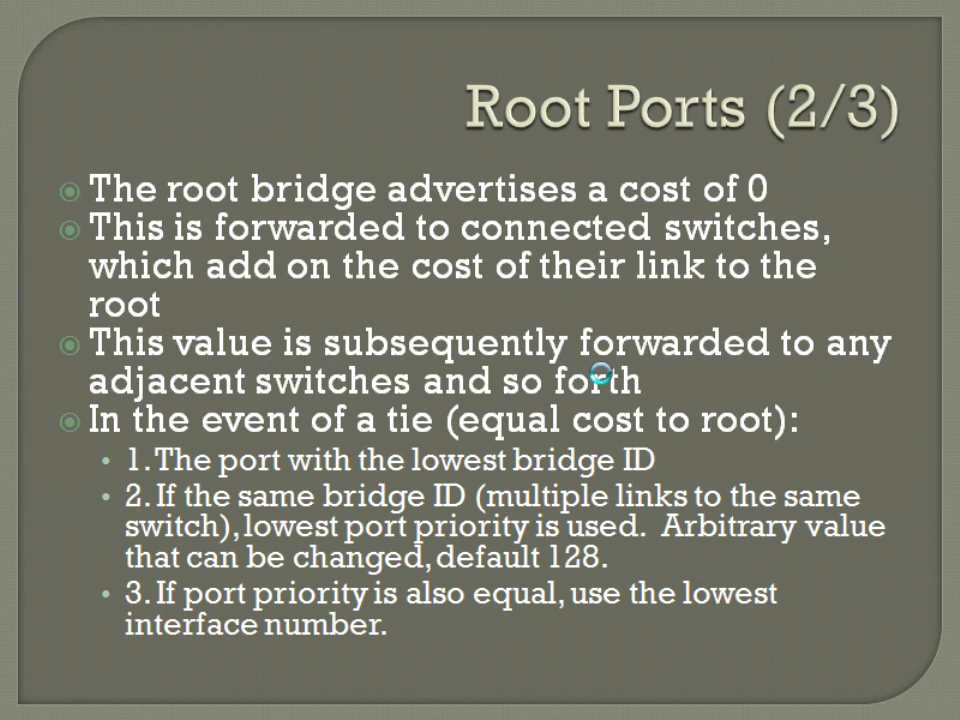 Root Ports (2/3)
The root bridge advertises a cost of 0
This is forwarded to connected switches,
which add on the cost of their link to the
root
This value is subsequently forwarded to any
adjacent switches and so forth
In the event of a tie (equal cost to root):
1. The port with the lowest bridge ID
2. If the same bridge ID (multiple links to the same
switch), lowest port priority is used.  Arbitrary value
that can be changed, default 128.
3. If port priority is also equal, use the lowest
interface number.